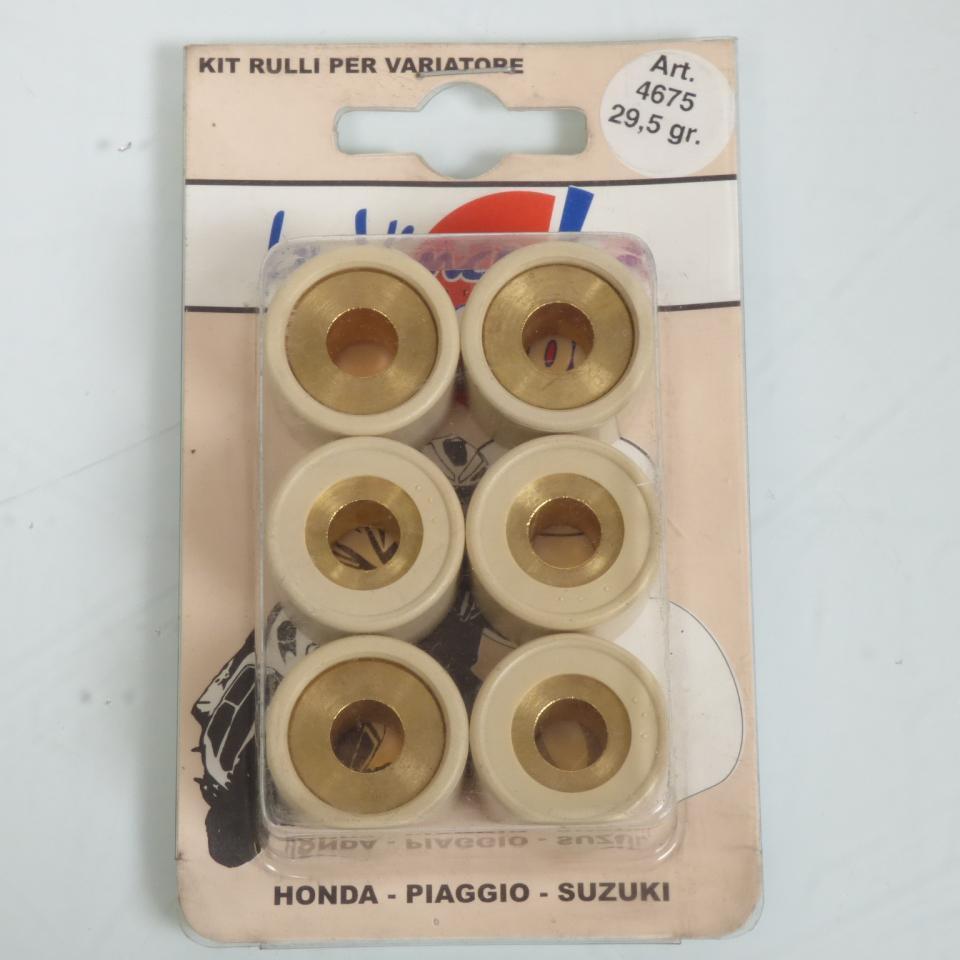 KIT RULLI PER VARIATORE
Art.
4675
29,5 gr.
HONDA - PIAGGIO - SUZUKI